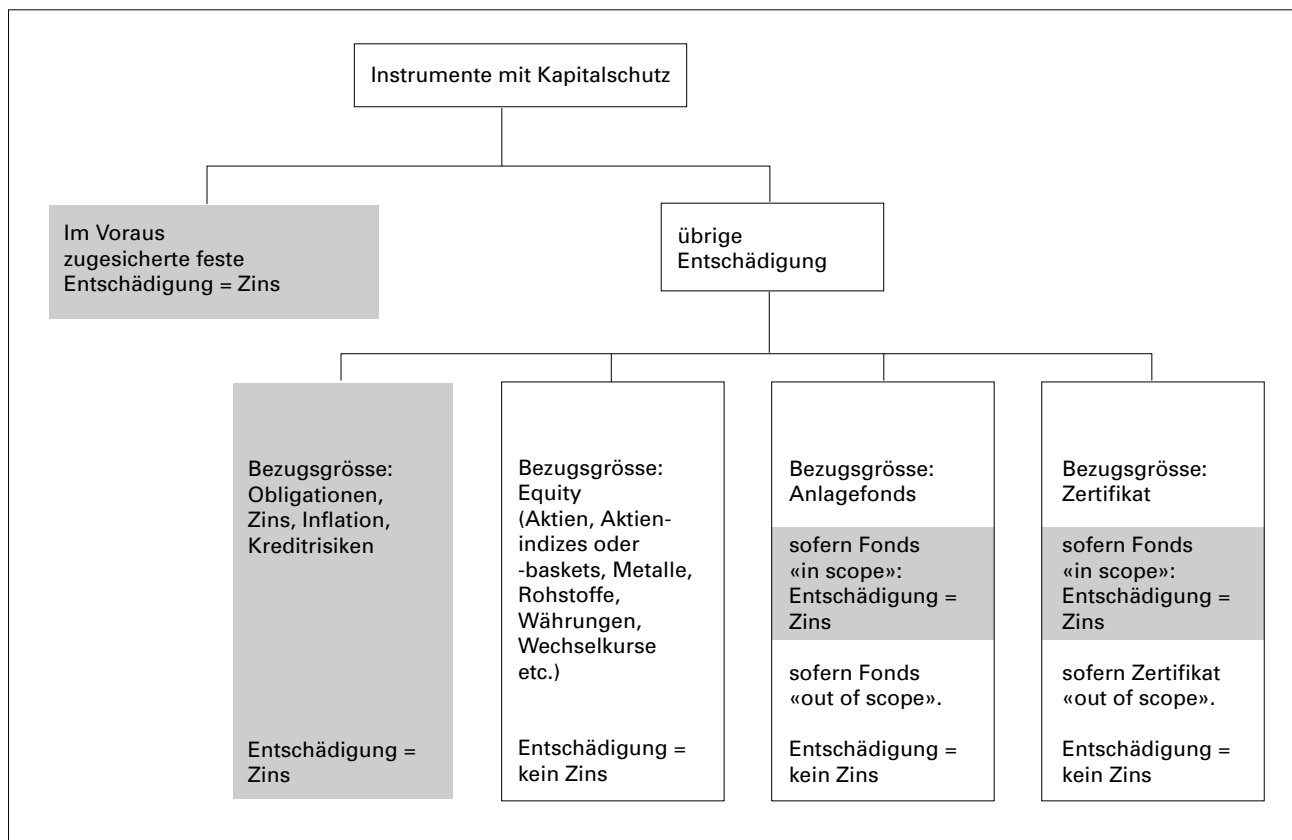 Instrumente mit Kapitalschutz
Im Voraus
zugesicherte feste
Entschädigung = Zins
übrige
Entschädigung
Bezugsgrösse:
Obligationen,
Zins, Inflation,
Kreditrisiken
Entschädigung =
Zins
Bezugsgrösse:
Equity
(Aktien, Aktien-
indizes oder
-baskets, Metalle,
Rohstoffe,
Währungen,
Wechselkurse
etc.)
Entschädigung =
kein Zins
Bezugsgrösse:
Anlagefonds
sofern Fonds
«in scope»:
Entschädigung =
Zins
sofern Fonds
«out of scope».
Entschädigung =
kein Zins
Bezugsgrösse:
Zertifikat
sofern Fonds
«in scope»:
Entschädigung =
Zins
sofern Zertifikat
«out of scope».
Entschädigung =
kein Zins